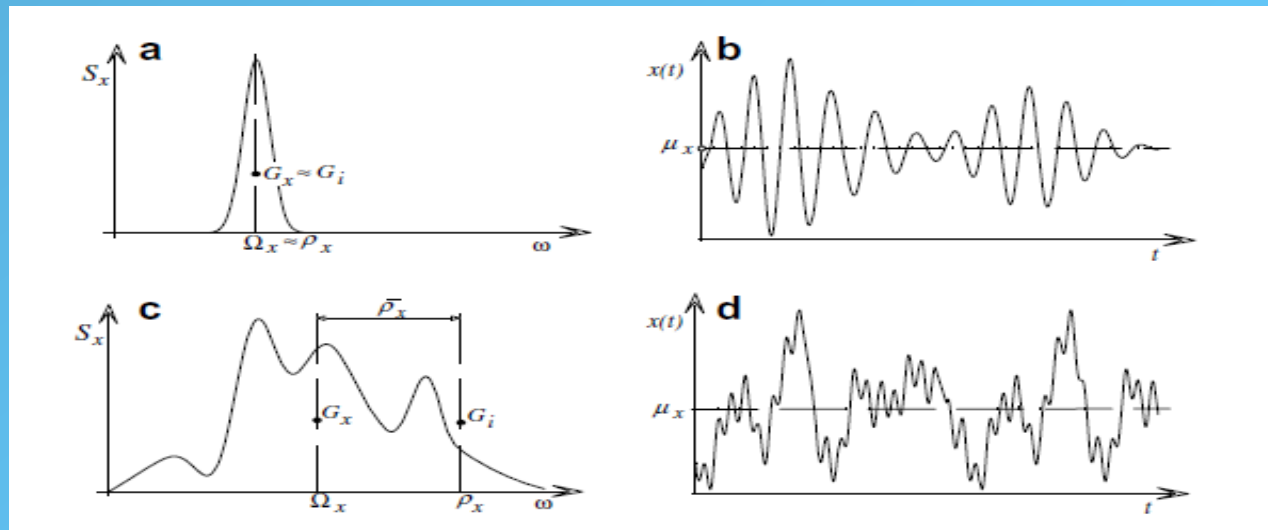 a
S_x
G_x ≈ G_i
Ω_x ≈ ρ_x
ω
b
x(t)
μ_x
t
c
S_x
ρ̄_x
G_x
G_i
Ω_x
ρ_x
ω
d
x(t)
μ_x
t